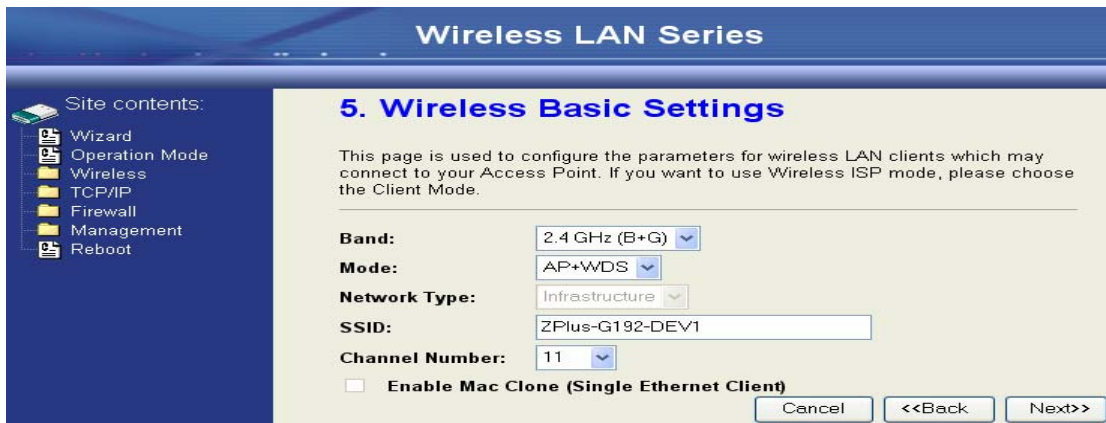 Wireless LAN Series
Site contents:
Wizard
Operation Mode
Wireless
TCP/IP
Firewall
Management
Reboot
5. Wireless Basic Settings
This page is used to configure the parameters for wireless LAN clients which may
connect to your Access Point. If you want to use Wireless ISP mode, please choose
the Client Mode.
Band: 2.4 GHz (B+G)
Mode: AP+WDS
Network Type: Infrastructure
SSID: ZPlus-G192-DEV1
Channel Number: 11
Enable Mac Clone (Single Ethernet Client)
Cancel <<Back Next>>